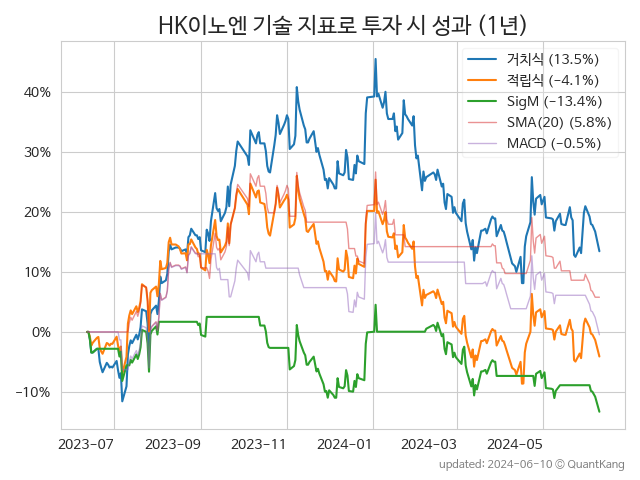 HK이노엔 기술 지표로 투자 시 성과 (1년)
거치식 (13.5%)
적립식 (−4.1%)
SigM (−13.4%)
SMA(20) (5.8%)
MACD (−0.5%)
40%
30%
20%
10%
0%
−10%
2023-07 2023-09 2023-11 2024-01 2024-03 2024-05
updated: 2024-06-10 © QuantKang